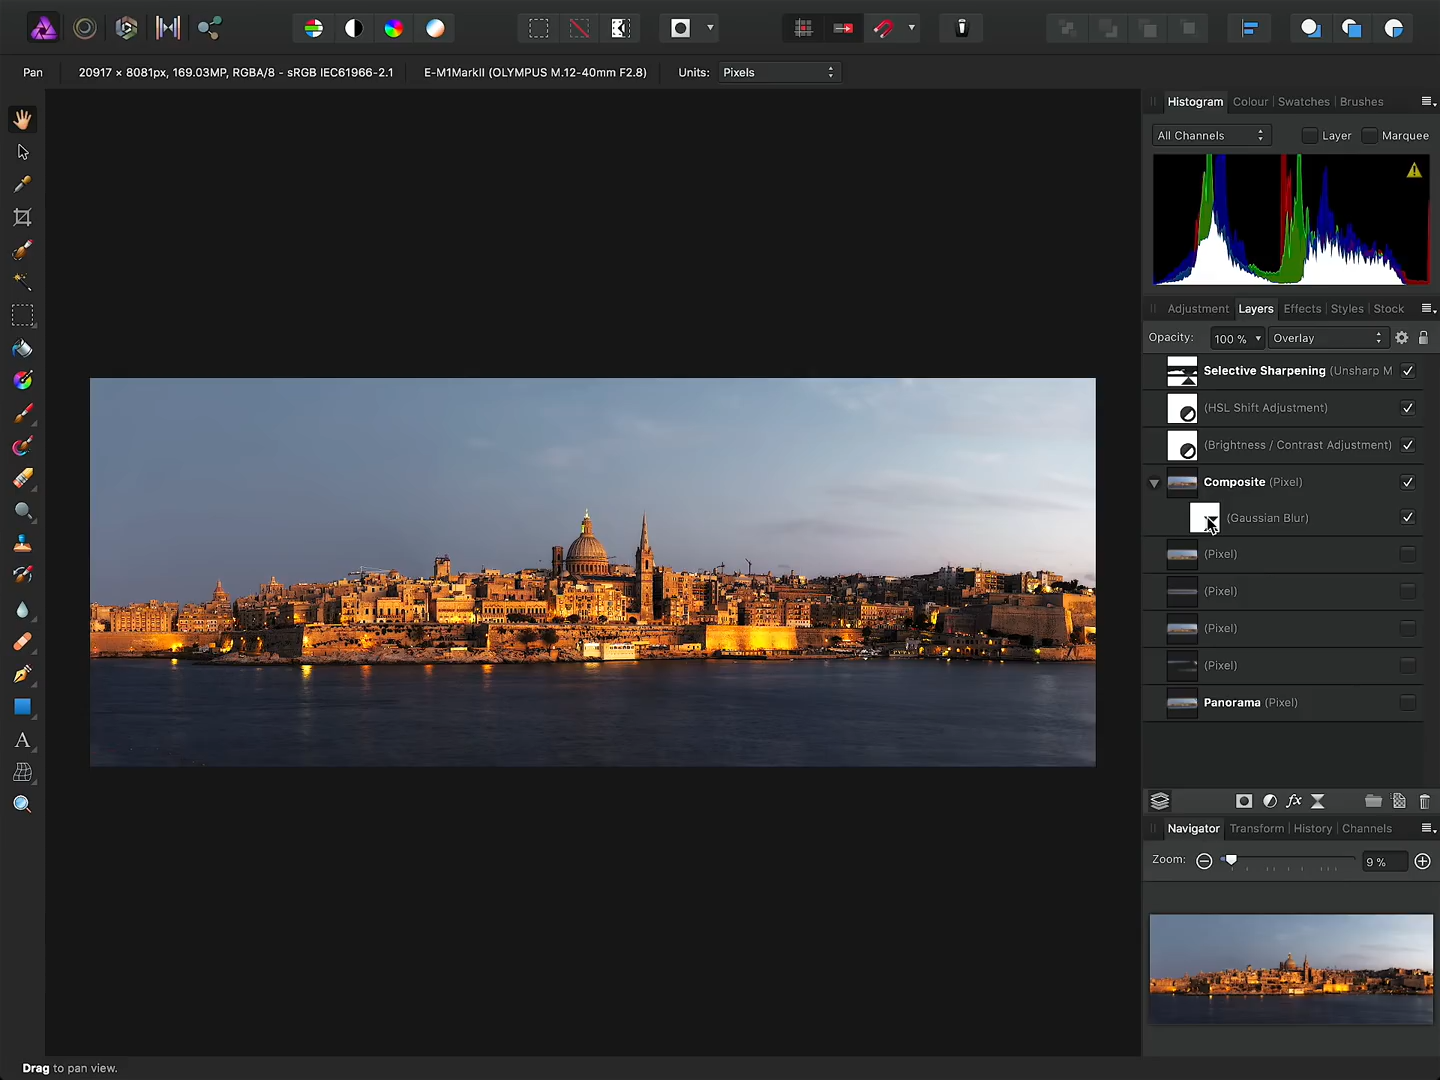 Pan
20917 × 8081px, 169.03MP, RGBA/8 - sRGB IEC61966-2.1
E-M1MarkII (OLYMPUS M.12-40mm F2.8)
Units: Pixels
Histogram Colour Swatches Brushes
All Channels Layer Marquee
Adjustment Layers Effects Styles Stock
Opacity: 100 % Overlay
Selective Sharpening (Unsharp M
(HSL Shift Adjustment)
(Brightness / Contrast Adjustment)
Composite (Pixel)
(Gaussian Blur)
(Pixel)
(Pixel)
(Pixel)
(Pixel)
Panorama (Pixel)
fx
Navigator Transform History Channels
Zoom: 9 %
A
Drag to pan view.